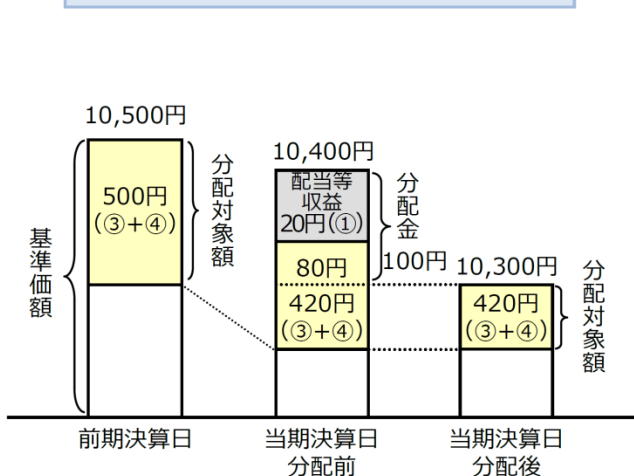 10,500円
500円
(③+④)
分配対象額
基準価額
前期決算日
10,400円
配当等
収益
20円(①)
分配金
100円
80円
420円
(③+④)
当期決算日
分配前
10,300円
420円
(③+④)
分配対象額
当期決算日
分配後